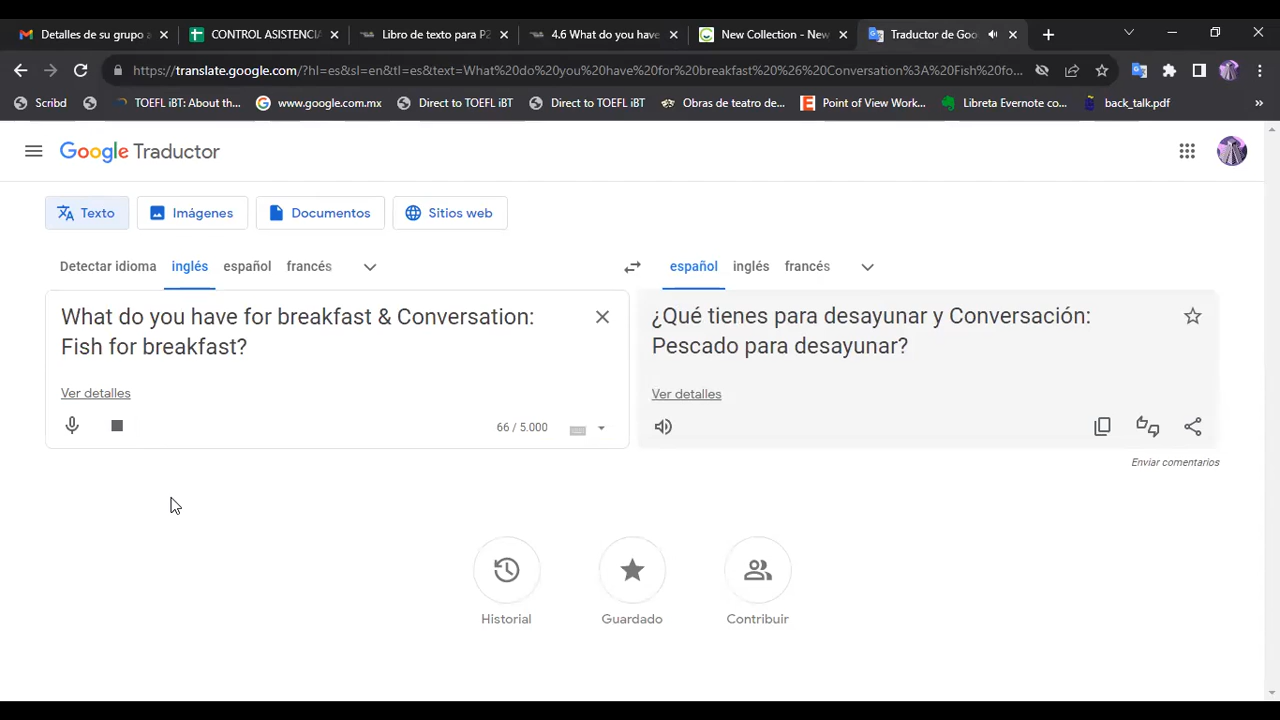 Detalles de su grupo a
CONTROL ASISTENCIA
Libro de texto para P2
4.6 What do you have
New Collection - New
Traductor de Goo
https://translate.google.com/?hl=es&sl=en&tl=es&text=What%20do%20you%20have%20for%20breakfast%20%26%20Conversation%3A%20Fish%20fo...
Scribd
TOEFL iBT: About th...
www.google.com.mx
Direct to TOEFL iBT
Direct to TOEFL iBT
Obras de teatro de...
Point of View Work...
Libreta Evernote co...
back_talk.pdf
»
Google Traductor
Texto
Imágenes
Documentos
Sitios web
Detectar idioma
inglés
español
francés
español
inglés
francés
What do you have for breakfast & Conversation:
Fish for breakfast?
Ver detalles
66 / 5.000
¿Qué tienes para desayunar y Conversación:
Pescado para desayunar?
Ver detalles
Enviar comentarios
Historial
Guardado
Contribuir